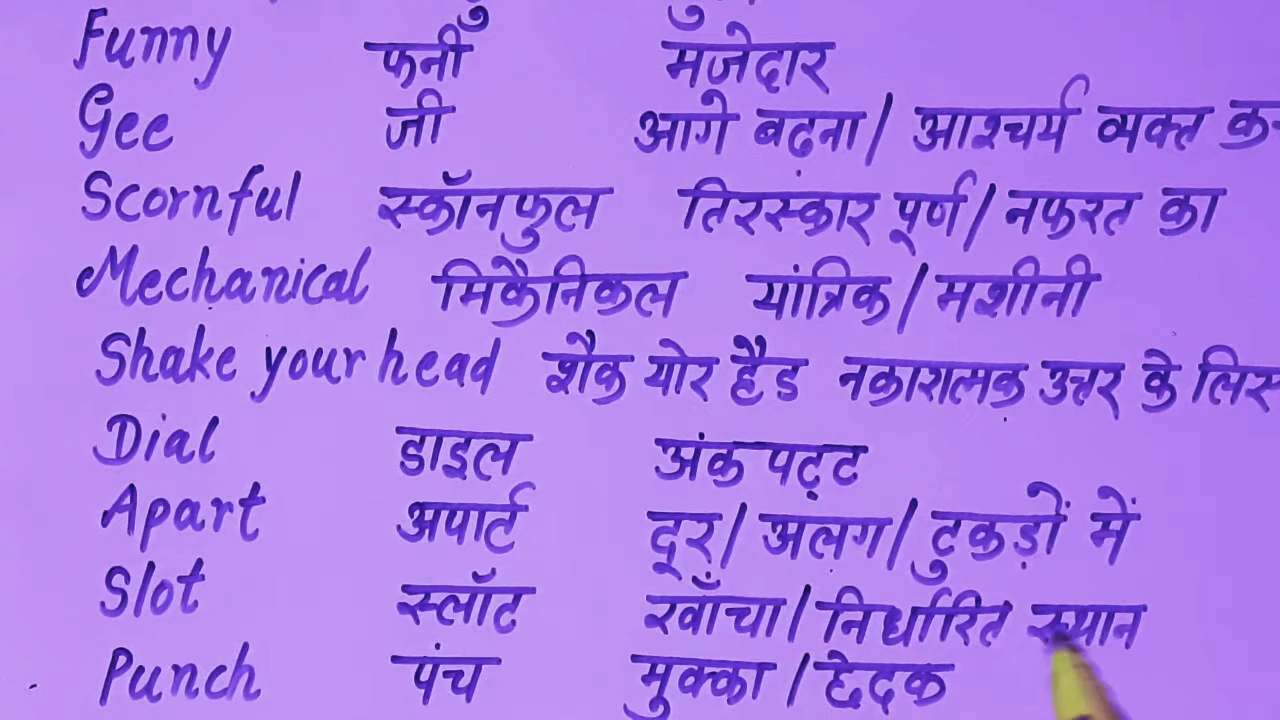 Funny फनी मजेदार
Gee जी आगे बढ़ना/ आश्चर्य व्यक्त
Scornful स्कॉनफुल तिरस्कार पूर्ण/ नफरत का
Mechanical मिकैनिकल यांत्रिक/ मशीनी
Shake your head शैक योर हैड नकारात्मक उत्तर के
Dial डाइल अंक पट्ट
Apart अपार्ट दूर/ अलग/ टुकड़ों में
Slot स्लॉट खाँचा/ निर्धारित स्थान
Punch पंच मुक्का/ छेदक